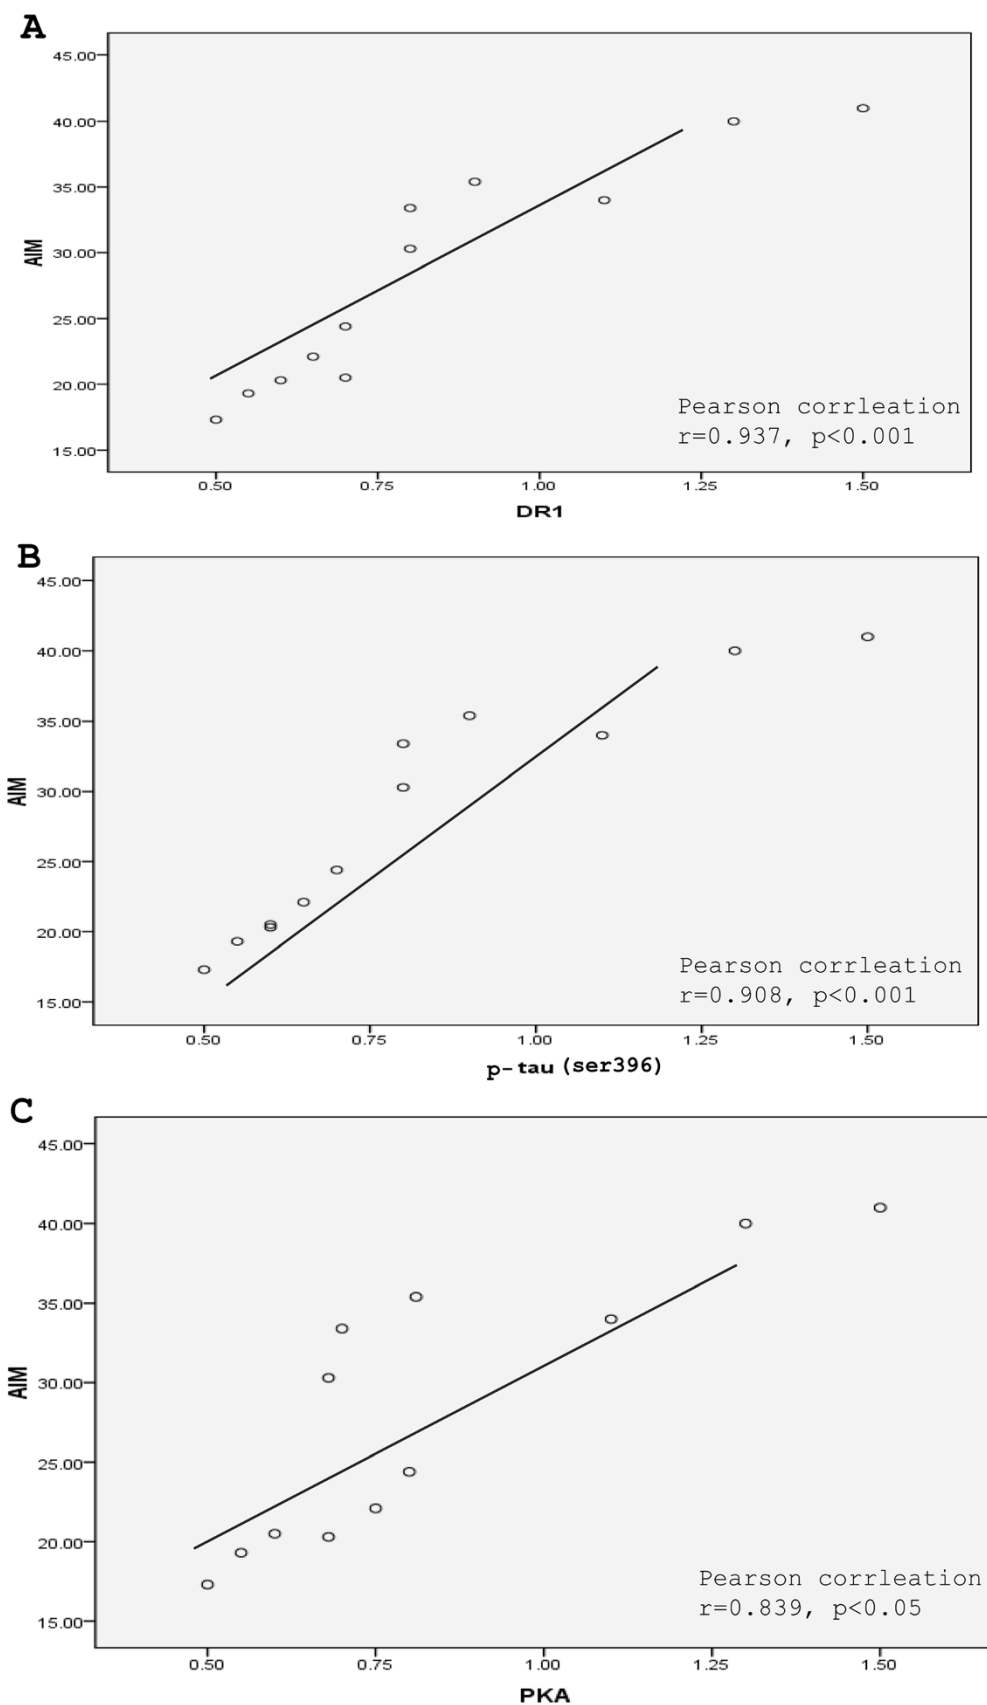 A
45.00
40.00
35.00
30.00
25.00
20.00
15.00
AIM
Pearson corrleation
r=0.937, p<0.001
0.50 0.75 1.00 1.25 1.50
DR1
B
45.00
40.00
35.00
30.00
25.00
20.00
15.00
AIM
Pearson corrleation
r=0.908, p<0.001
0.50 0.75 1.00 1.25 1.50
p-tau (ser396)
C
45.00
40.00
35.00
30.00
25.00
20.00
15.00
AIM
Pearson corrleation
r=0.839, p<0.05
0.50 0.75 1.00 1.25 1.50
PKA